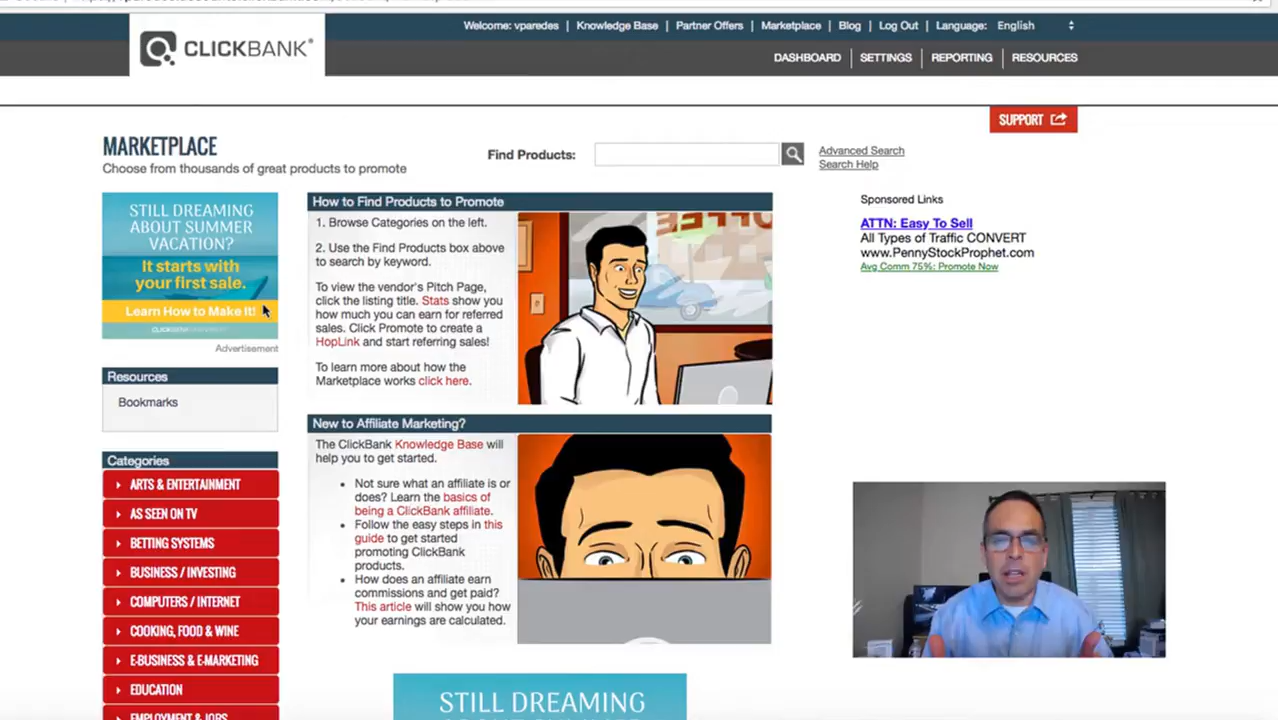 Welcome: vparedes | Knowledge Base | Partner Offers | Marketplace | Blog | Log Out | Language: English
CLICKBANK®
DASHBOARD | SETTINGS | REPORTING | RESOURCES
SUPPORT
MARKETPLACE
Choose from thousands of great products to promote
Find Products:
Advanced Search
Search Help
STILL DREAMING
ABOUT SUMMER
VACATION?
It starts with
your first sale.
Learn How to Make It!
Advertisement
Resources
Bookmarks
Categories
ARTS & ENTERTAINMENT
AS SEEN ON TV
BETTING SYSTEMS
BUSINESS / INVESTING
COMPUTERS / INTERNET
COOKING, FOOD & WINE
E-BUSINESS & E-MARKETING
EDUCATION
EMPLOYMENT & JOBS
How to Find Products to Promote
1. Browse Categories on the left.
2. Use the Find Products box above
to search by keyword.
To view the vendor's Pitch Page,
click the listing title. Stats show you
how much you can earn for referred
sales. Click Promote to create a
HopLink and start referring sales!
To learn more about how the
Marketplace works click here.
COFFEE
New to Affiliate Marketing?
The ClickBank Knowledge Base will
help you to get started.
• Not sure what an affiliate is or
does? Learn the basics of
being a ClickBank affiliate.
• Follow the easy steps in this
guide to get started
promoting ClickBank
products.
• How does an affiliate earn
commissions and get paid?
This article will show you how
your earnings are calculated.
STILL DREAMING
ABOUT SUMMER
Sponsored Links
ATTN: Easy To Sell
All Types of Traffic CONVERT
www.PennyStockProphet.com
Avg Comm 75%: Promote Now